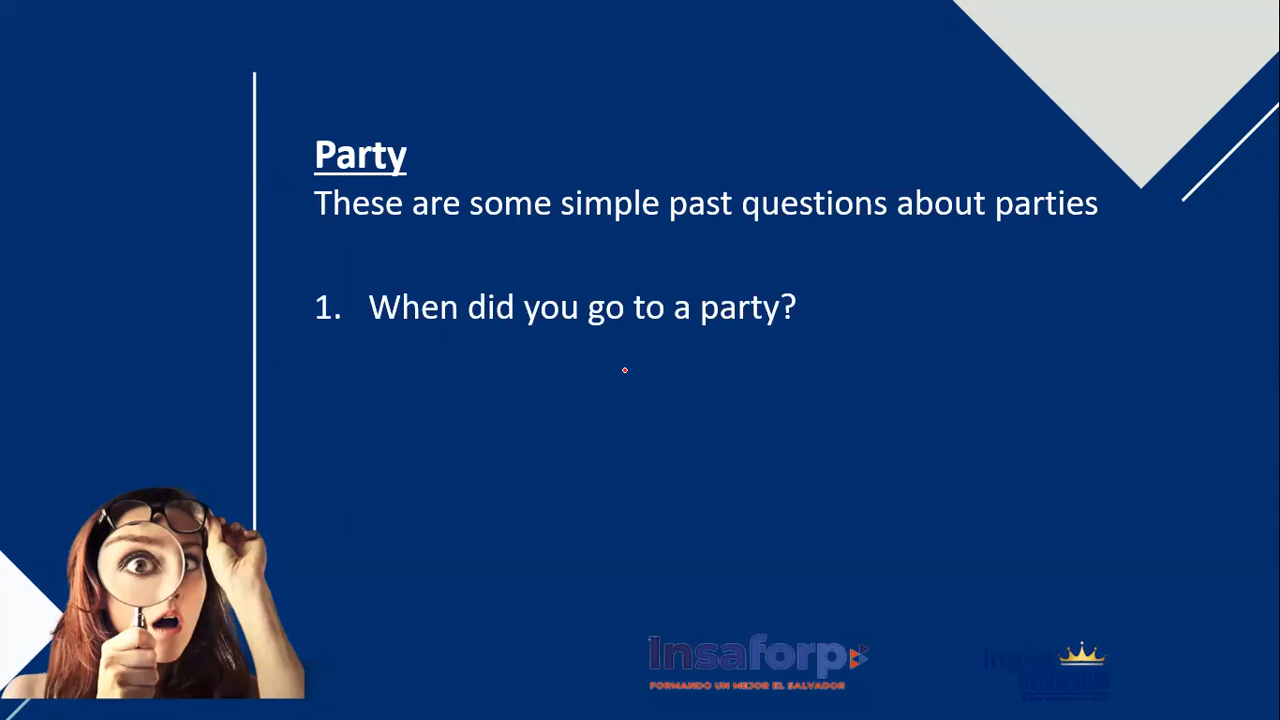 Party
These are some simple past questions about parties
1. When did you go to a party?
Insaforp
FORMANDO UN MEJOR EL SALVADOR